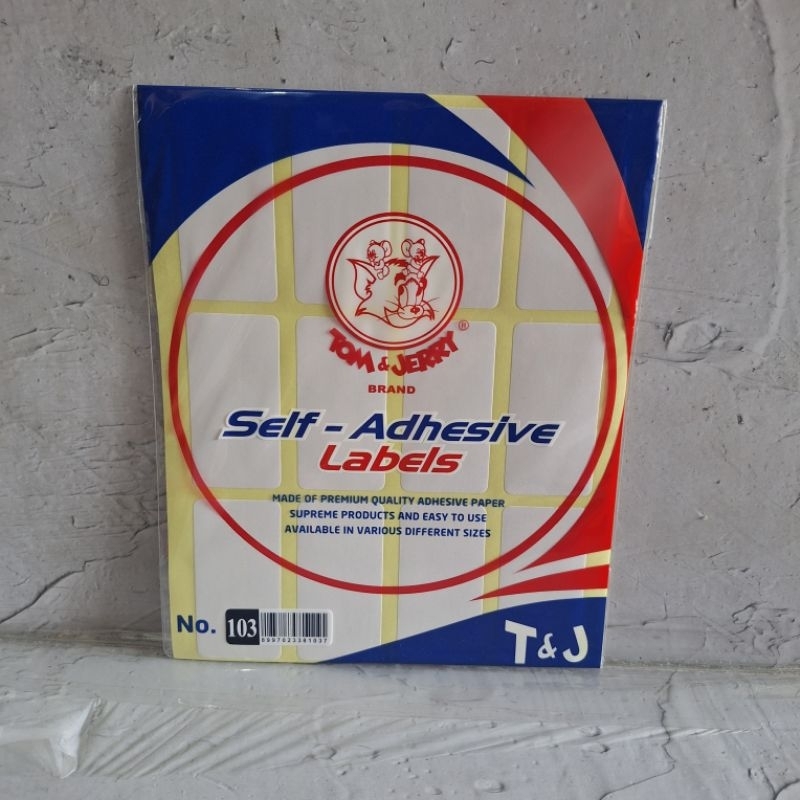 TOM & JERRY ®
BRAND
Self - Adhesive
Labels
MADE OF PREMIUM QUALITY ADHESIVE PAPER
SUPREME PRODUCTS AND EASY TO USE
AVAILABLE IN VARIOUS DIFFERENT SIZES
No. 103
8997023381037
T & J